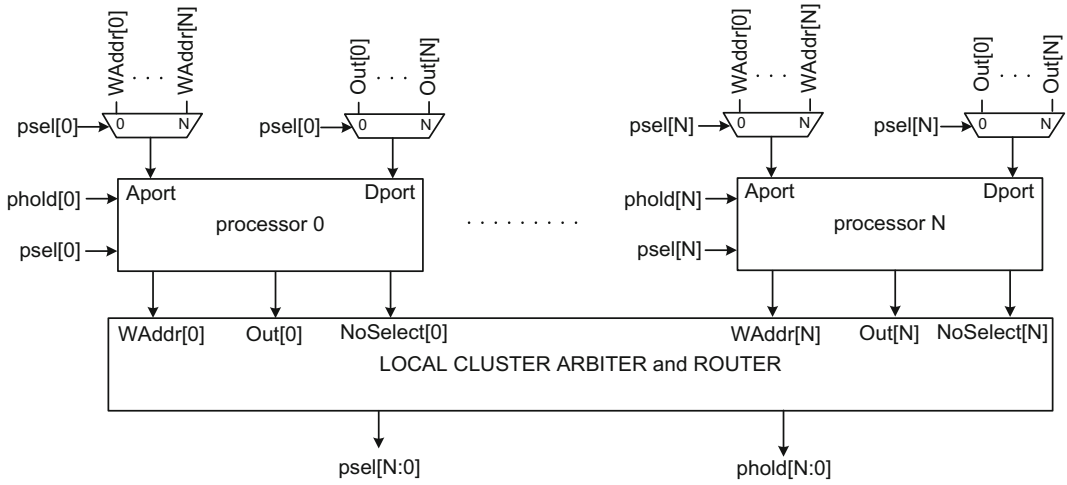 WAddr[0] . . . WAddr[N] Out[0] . . . Out[N] WAddr[0] . . . WAddr[N] Out[0] . . . Out[N]
psel[0] 0 N psel[0] 0 N psel[N] 0 N psel[N] 0 N
Aport Dport Aport Dport
phold[0] phold[N]
processor 0 . . . . . . . . . processor N
psel[0] psel[N]
WAddr[0] Out[0] NoSelect[0] WAddr[N] Out[N] NoSelect[N]
LOCAL CLUSTER ARBITER and ROUTER
psel[N:0] phold[N:0]